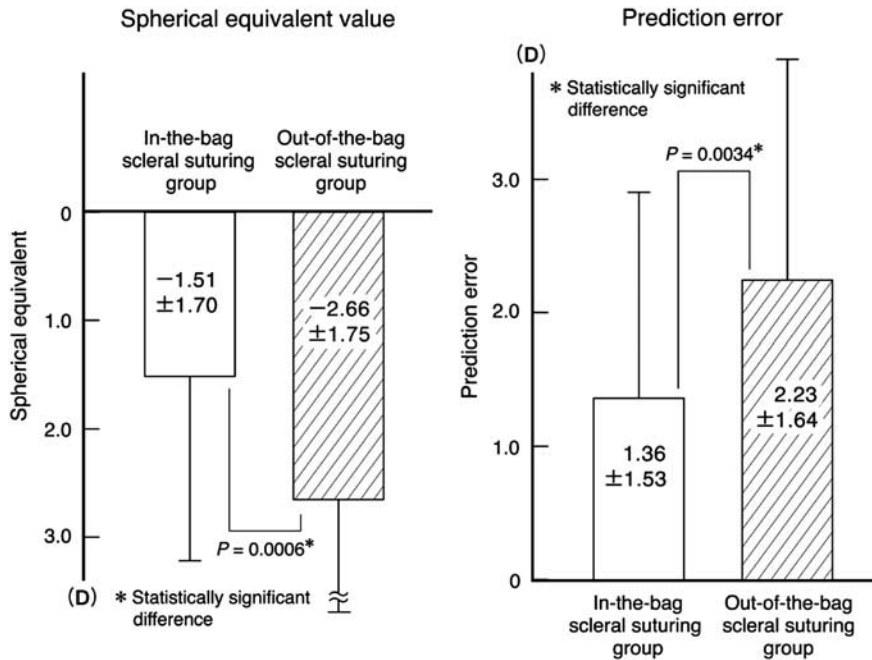 Spherical equivalent value
In-the-bag
scleral suturing
group
Out-of-the-bag
scleral suturing
group
0
1.0
2.0
3.0
(D)
Spherical equivalent
−1.51
±1.70
−2.66
±1.75
P = 0.0006*
* Statistically significant
difference
Prediction error
(D)
* Statistically significant
difference
P = 0.0034*
3.0
2.0
1.0
0
Prediction error
1.36
±1.53
2.23
±1.64
In-the-bag
scleral suturing
group
Out-of-the-bag
scleral suturing
group